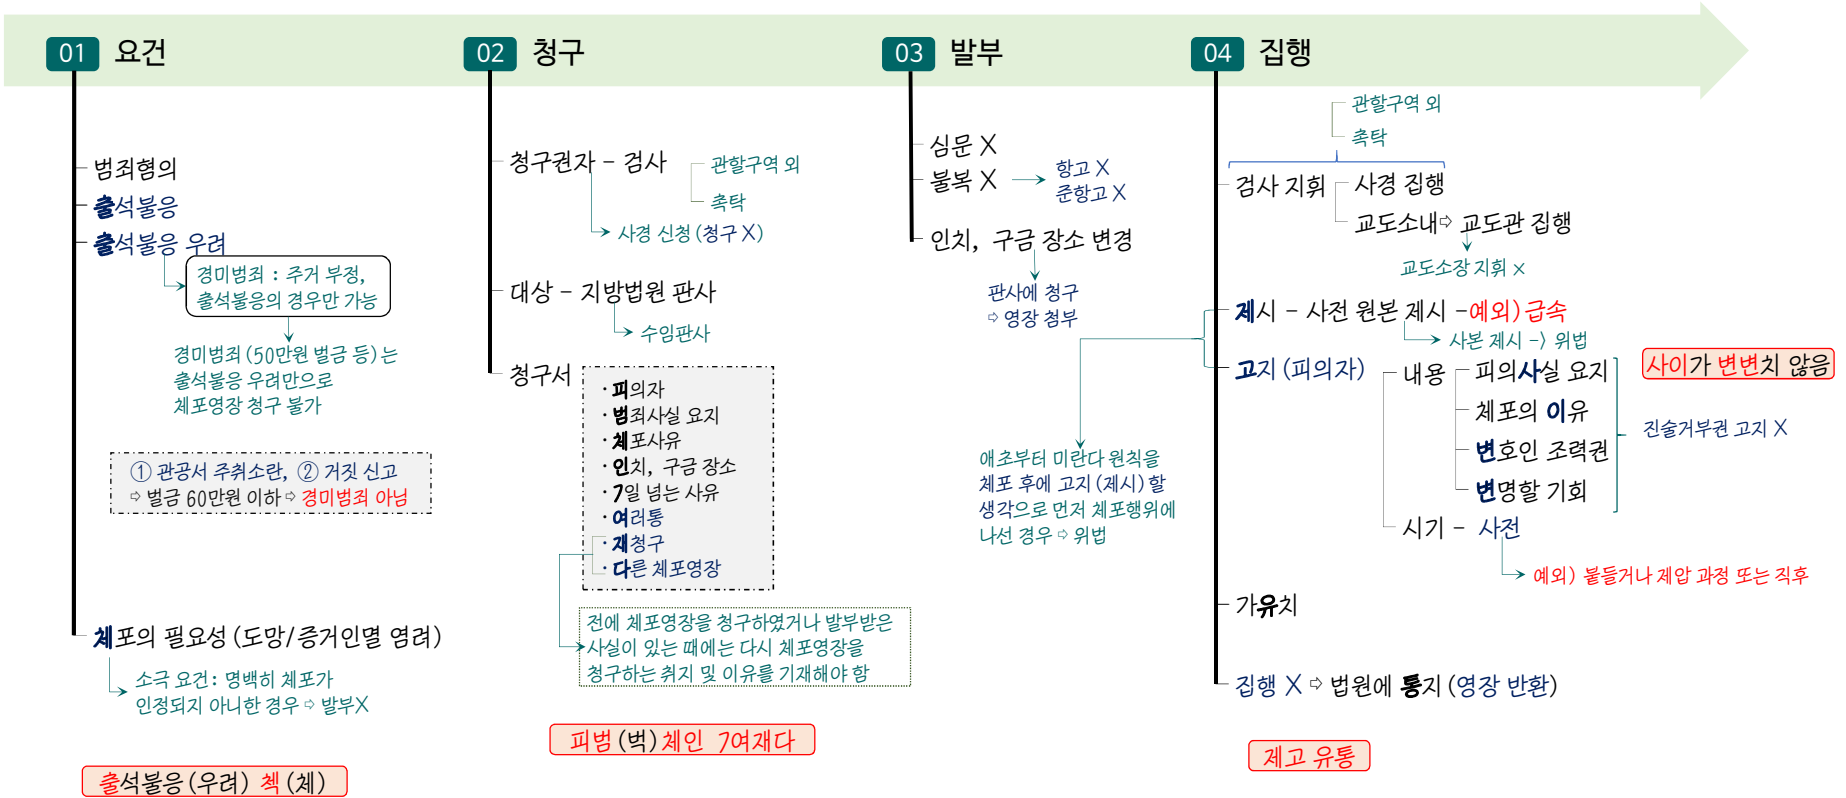 01 요건
범죄혐의
출석불응
출석불응 우려
경미범죄 : 주거 부정,
출석불응의 경우만 가능
경미범죄 (50만원 벌금 등) 는
출석불응 우려만으로
체포영장 청구 불가
① 관공서 주취소란, ② 거짓 신고
⇨ 벌금 60만원 이하 ⇨ 경미범죄 아님
체포의 필요성 (도망/증거인멸 염려)
소극 요건: 명백히 체포가
인정되지 아니한 경우 ⇨ 발부X
출석불응 (우려) 첵 (체)
02 청구
청구권자 - 검사
관할구역 외
촉탁
사경 신청 (청구 X)
대상 - 지방법원 판사
수임판사
청구서
· 피의자
· 범죄사실 요지
· 체포사유
· 인치, 구금 장소
· 7일 넘는 사유
· 여러통
· 재청구
· 다른 체포영장
전에 체포영장을 청구하였거나 발부받은
사실이 있는 때에는 다시 체포영장을
청구하는 취지 및 이유를 기재해야 함
피범 (벅) 체인 7여재다
03 발부
심문 X
불복 X
항고 X
준항고 X
인치, 구금 장소 변경
판사에 청구
⇨ 영장 첨부
04 집행
관할구역 외
촉탁
검사 지휘
사경 집행
교도소내⇨ 교도관 집행
교도소장 지휘 ×
제시 - 사전 원본 제시 -예외) 급속
사본 제시 -> 위법
고지 (피의자)
애초부터 미란다 원칙을
체포 후에 고지 (제시) 할
생각으로 먼저 체포행위에
나선 경우 ⇨ 위법
내용
피의사실 요지
체포의 이유
변호인 조력권
변명할 기회
사이가 변변치 않음
진술거부권 고지 X
시기 - 사전
예외) 붙들거나 제압 과정 또는 직후
가유치
집행 X ⇨ 법원에 통지 (영장 반환)
제고 유통